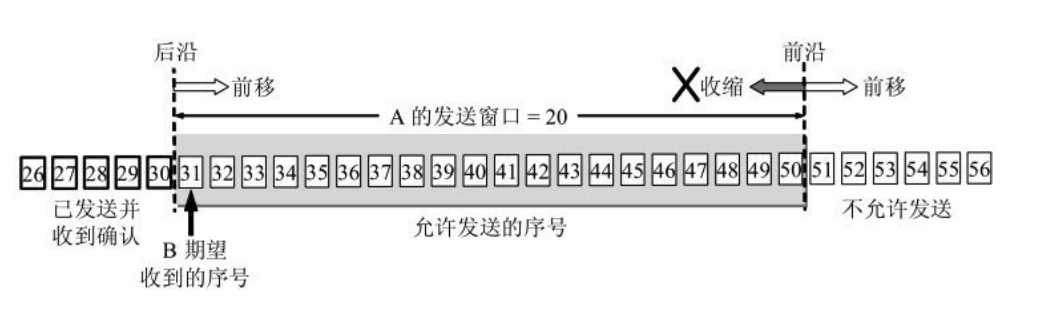 后沿
前沿
前移
X收缩
前移
A 的发送窗口 = 20
26 27 28 29 30 31 32 33 34 35 36 37 38 39 40 41 42 43 44 45 46 47 48 49 50 51 52 53 54 55 56
已发送并
收到确认
允许发送的序号
不允许发送
B 期望
收到的序号